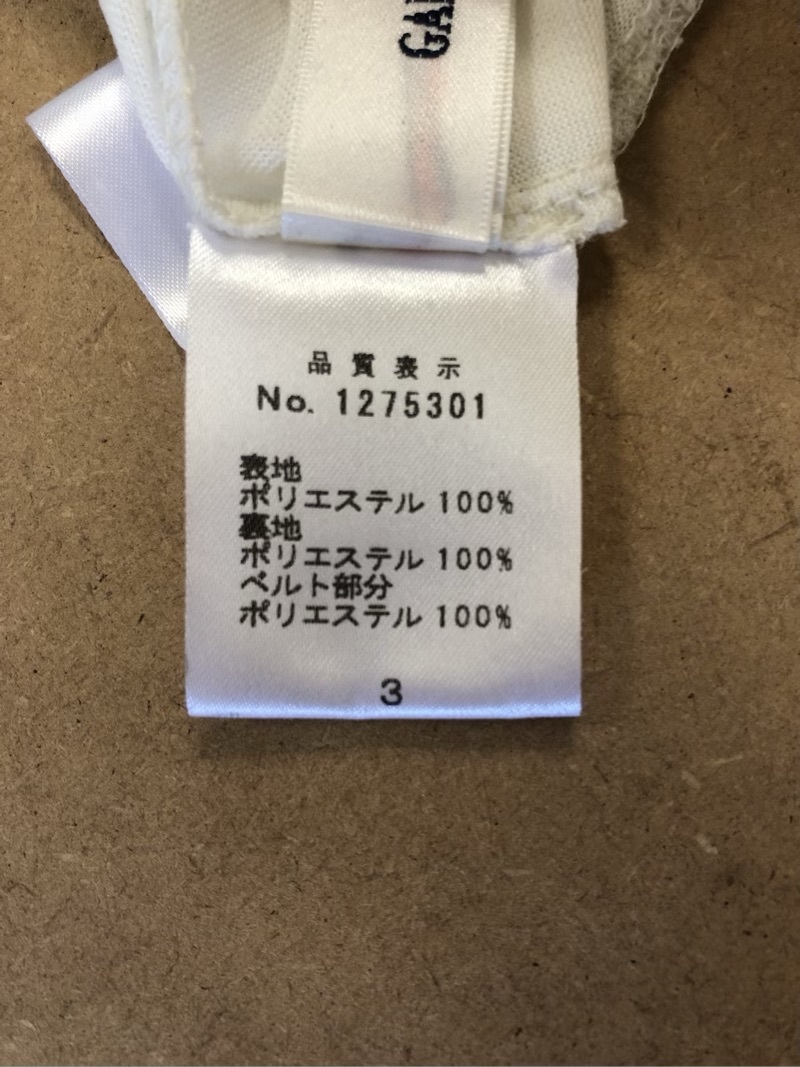 GA
品質表示
No. 1275301
表地
ポリエステル 100%
裏地
ポリエステル 100%
ベルト部分
ポリエステル 100%
3